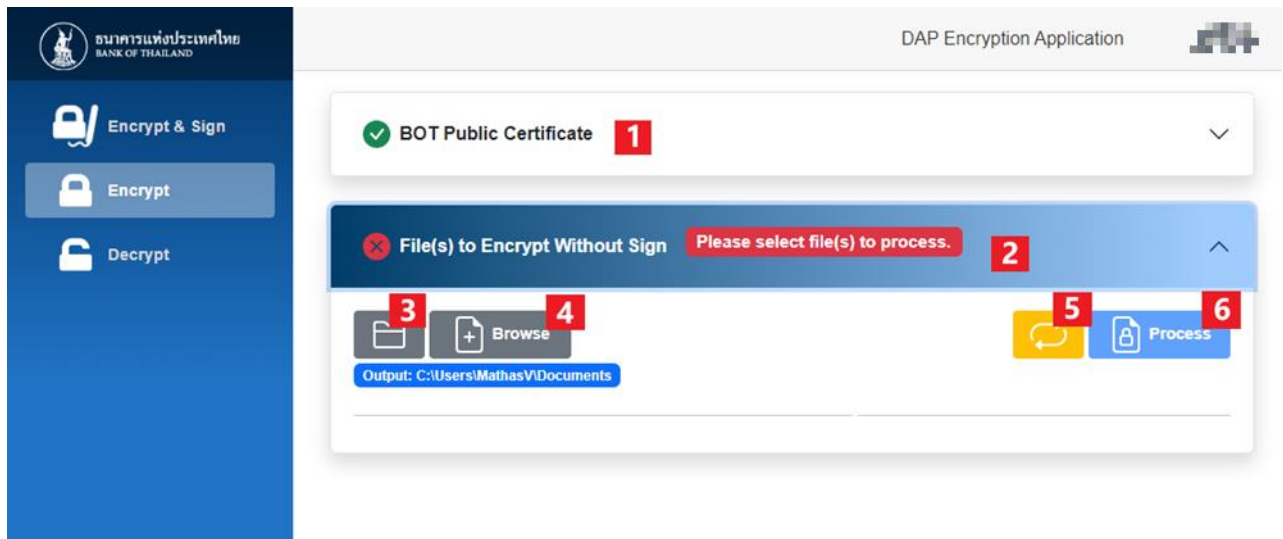 ธนาคารแห่งประเทศไทย
BANK OF THAILAND
DAP Encryption Application
Encrypt & Sign
Encrypt
Decrypt
BOT Public Certificate 1
File(s) to Encrypt Without Sign Please select file(s) to process. 2
3 4 5 6
Browse Process
Output: C:\Users\MathasV\Documents